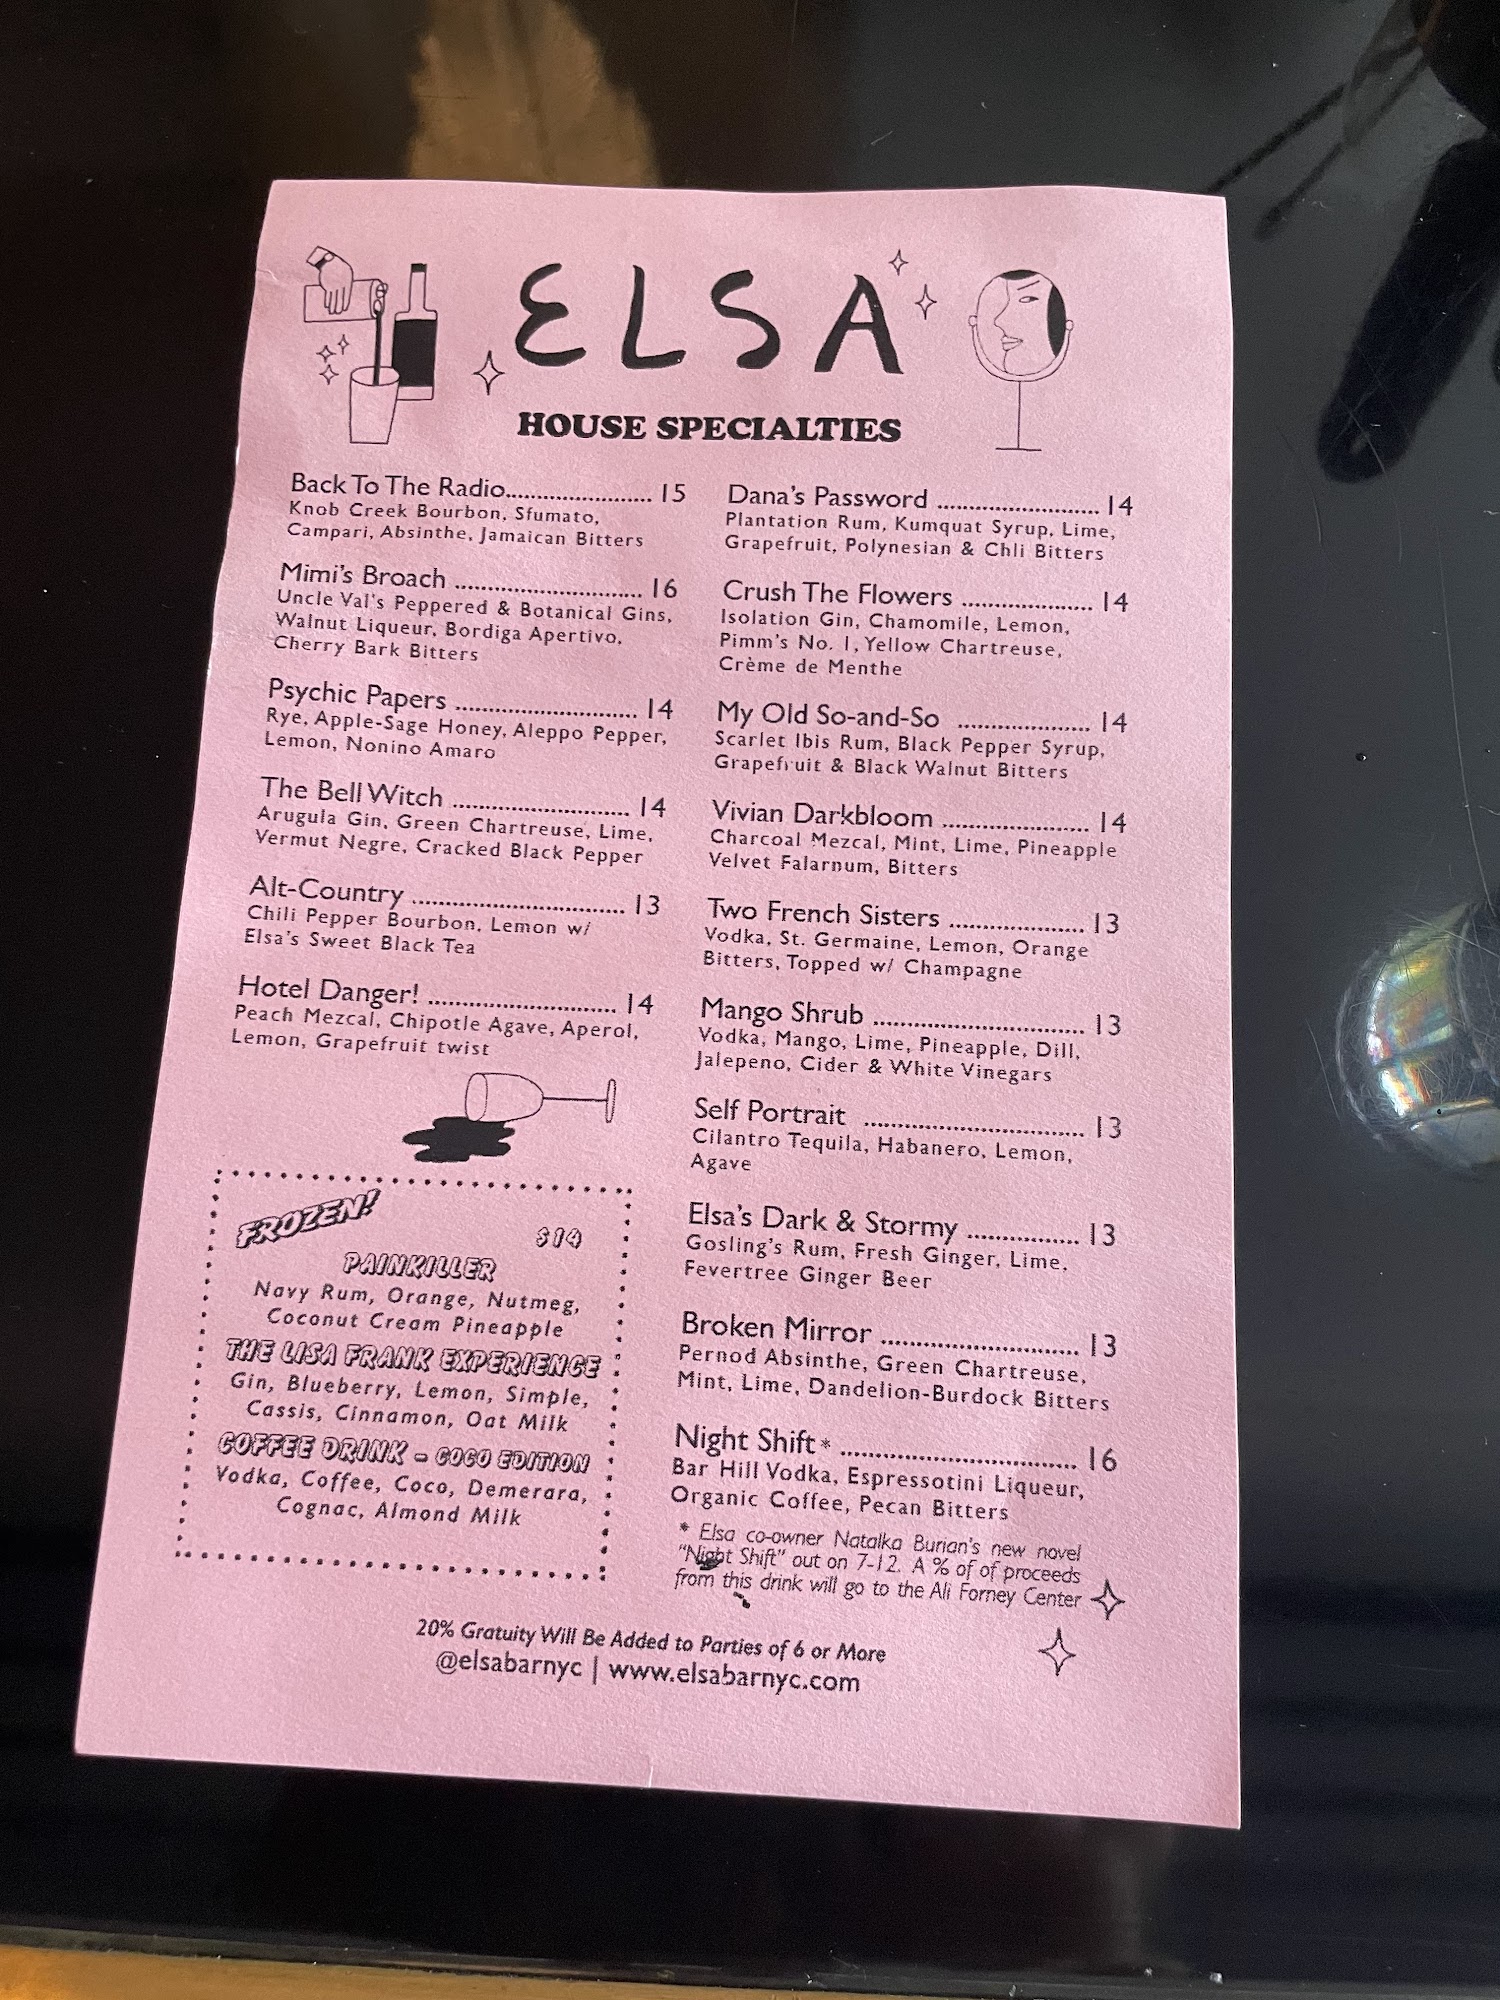 ELSA
HOUSE SPECIALTIES
Back To The Radio....................... 15
Knob Creek Bourbon, Sfumato,
Campari, Absinthe, Jamaican Bitters
Mimi's Broach ............................ 16
Uncle Val's Peppered & Botanical Gins,
Walnut Liqueur, Bordiga Apertivo,
Cherry Bark Bitters
Psychic Papers ............................ 14
Rye, Apple-Sage Honey, Aleppo Pepper,
Lemon, Nonino Amaro
The Bell Witch ........................... 14
Arugula Gin, Green Chartreuse, Lime,
Vermut Negre, Cracked Black Pepper
Alt-Country ................................ 13
Chili Pepper Bourbon, Lemon w/
Elsa's Sweet Black Tea
Hotel Danger! ............................ 14
Peach Mezcal, Chipotle Agave, Aperol,
Lemon, Grapefruit twist
FROZEN!
$14
PAINKILLER
Navy Rum, Orange, Nutmeg,
Coconut Cream Pineapple
THE LISA FRANK EXPERIENCE
Gin, Blueberry, Lemon, Simple,
Cassis, Cinnamon, Oat Milk
COFFEE DRINK - COCO EDITION
Vodka, Coffee, Coco, Demerara,
Cognac, Almond Milk
Dana's Password ......................... 14
Plantation Rum, Kumquat Syrup, Lime,
Grapefruit, Polynesian & Chli Bitters
Crush The Flowers .................... 14
Isolation Gin, Chamomile, Lemon,
Pimm's No. 1, Yellow Chartreuse,
Crème de Menthe
My Old So-and-So .................... 14
Scarlet Ibis Rum, Black Pepper Syrup,
Grapefruit & Black Walnut Bitters
Vivian Darkbloom ...................... 14
Charcoal Mezcal, Mint, Lime, Pineapple
Velvet Falarnum, Bitters
Two French Sisters ..................... 13
Vodka, St. Germaine, Lemon, Orange
Bitters, Topped w/ Champagne
Mango Shrub ................................ 13
Vodka, Mango, Lime, Pineapple, Dill,
Jalepeno, Cider & White Vinegars
Self Portrait .................................. 13
Cilantro Tequila, Habanero, Lemon,
Agave
Elsa's Dark & Stormy ................. 13
Gosling's Rum, Fresh Ginger, Lime,
Fevertree Ginger Beer
Broken Mirror .............................. 13
Pernod Absinthe, Green Chartreuse,
Mint, Lime, Dandelion-Burdock Bitters
Night Shift* .................................... 16
Bar Hill Vodka, Espressotini Liqueur,
Organic Coffee, Pecan Bitters
* Elsa co-owner Natalka Burian's new novel
"Night Shift" out on 7-12. A % of of proceeds
from this drink will go to the Ali Forney Center
20% Gratuity Will Be Added to Parties of 6 or More
@elsabarnyc | www.elsabarnyc.com